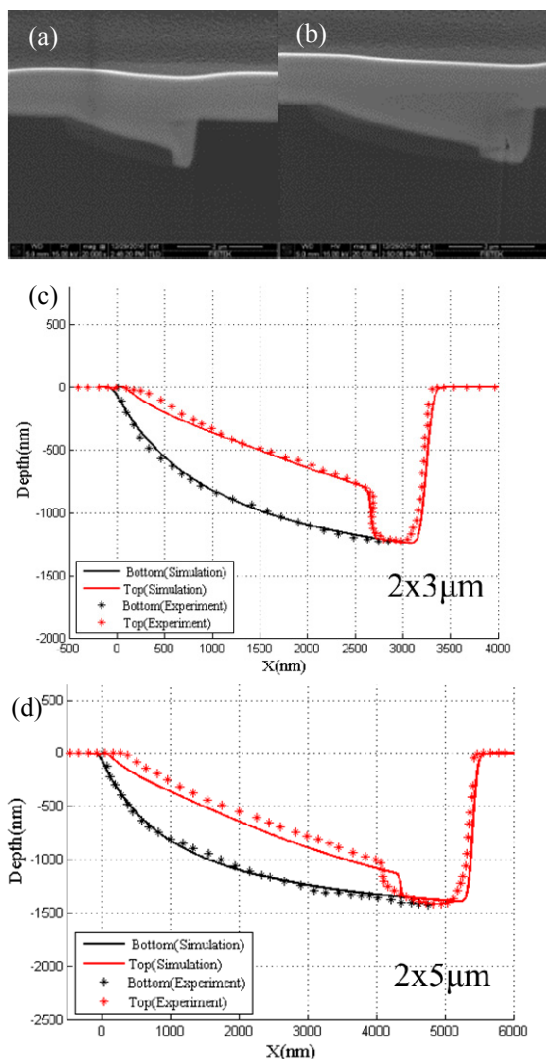 (a)
(b)
(c)
500
0
-500
-1000
-1500
-2000
Depth(nm)
Bottom(Simulation)
Top(Simulation)
Bottom(Experiment)
Top(Experiment)
2x3μm
-500 0 500 1000 1500 2000 2500 3000 3500 4000
X(nm)
(d)
500
0
-500
-1000
-1500
-2000
-2500
Depth(nm)
Bottom(Simulation)
Top(Simulation)
Bottom(Experiment)
Top(Experiment)
2x5μm
0 1000 2000 3000 4000 5000 6000
X(nm)